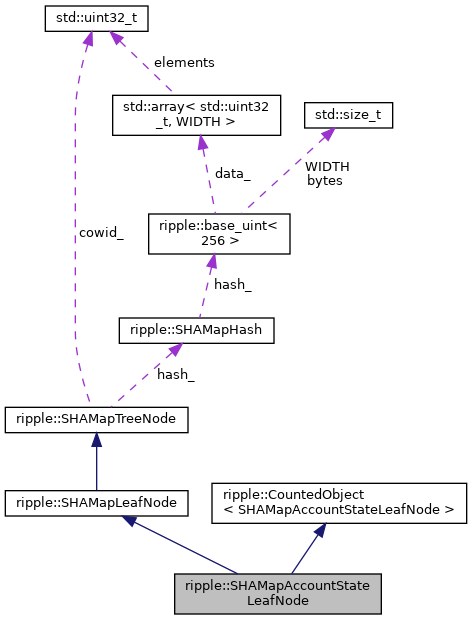 std::uint32_t
elements
std::array< std::uint32
_t, WIDTH >
std::size_t
data_
WIDTH
bytes
cowid_
ripple::base_uint<
256 >
hash_
ripple::SHAMapHash
hash_
ripple::SHAMapTreeNode
ripple::SHAMapLeafNode
ripple::CountedObject
< SHAMapAccountStateLeafNode >
ripple::SHAMapAccountState
LeafNode